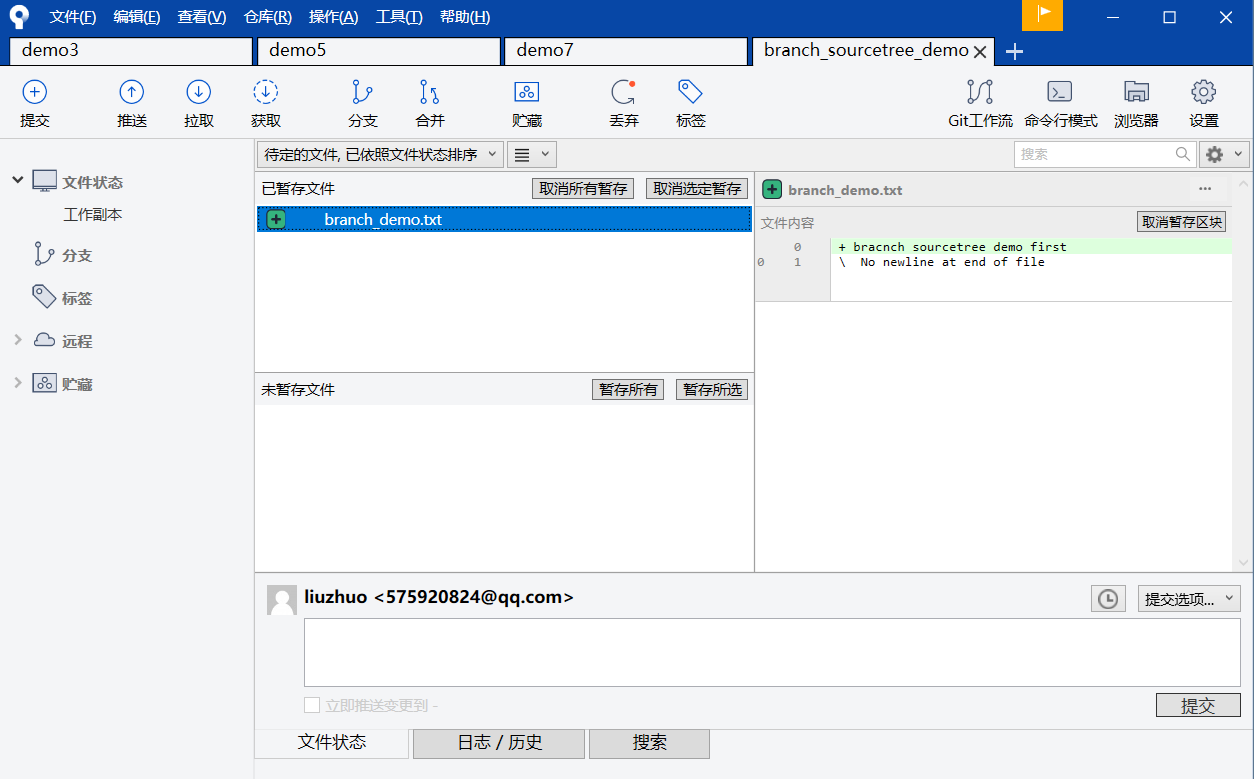 文件(F) 编辑(E) 查看(V) 仓库(R) 操作(A) 工具(T) 帮助(H)
demo3 demo5 demo7 branch_sourcetree_demo
提交 推送 拉取 获取 分支 合并 贮藏 丢弃 标签 Git工作流 命令行模式 浏览器 设置
待定的文件, 已依照文件状态排序 搜索
文件状态
工作副本
分支
标签
远程
贮藏
已暂存文件 取消所有暂存 取消选定暂存
branch_demo.txt
未暂存文件 暂存所有 暂存所选
branch_demo.txt ...
文件内容 取消暂存区块
0 + bracnch sourcetree demo first
0 1 \ No newline at end of file
liuzhuo <575920824@qq.com> 提交选项...
立即推送变更到 - 提交
文件状态 日志 / 历史 搜索